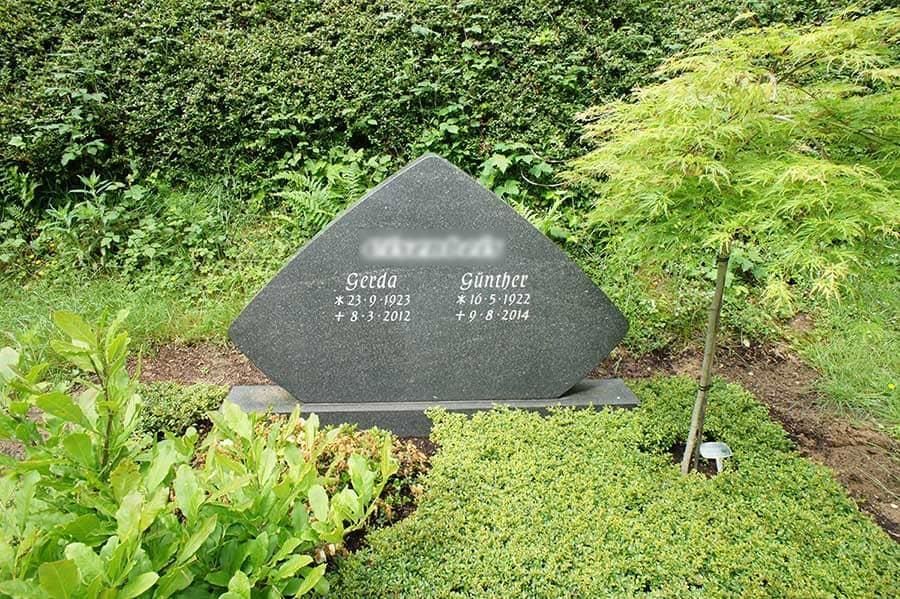 Gerda Günther
*23·9·1923 *16·5·1922
+ 8·3·2012 +9·8·2014